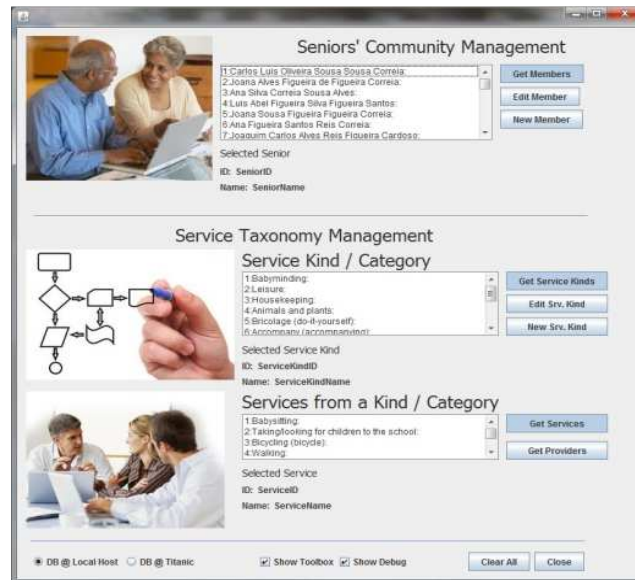 Seniors' Community Management
1:Carlos Luis Oliveira Sousa Sousa Correia:
2:Joana Alves Figueira de Figueira Correia:
3:Ana Silva Correia Sousa Alves:
4:Luis Abel Figueira Silva Figueira Santos:
5:Joana Sousa Figueira Figueira Correia:
6:Ana Figueira Santos Reis Correia:
7:Joaquim Carlos Alves Reis Figueira Cardoso:
Get Members
Edit Member
New Member
Selected Senior
ID: SeniorID
Name: SeniorName
Service Taxonomy Management
Service Kind / Category
1:Babyminding:
2:Leisure:
3:Housekeeping:
4:Animals and plants:
5:Bricolage (do-it-yourself):
6:Accompany (accompanying):
Get Service Kinds
Edit Srv. Kind
New Srv. Kind
Selected Service Kind
ID: ServiceKindID
Name: ServiceKindName
Services from a Kind / Category
1:Babysitting:
2:Taking/looking for children to the school:
3:Bicycling (bicycle):
4:Walking:
Get Services
Get Providers
Selected Service
ID: ServiceID
Name: ServiceName
DB @ Local Host DB @ Titanic Show Toolbox Show Debug Clear All Close